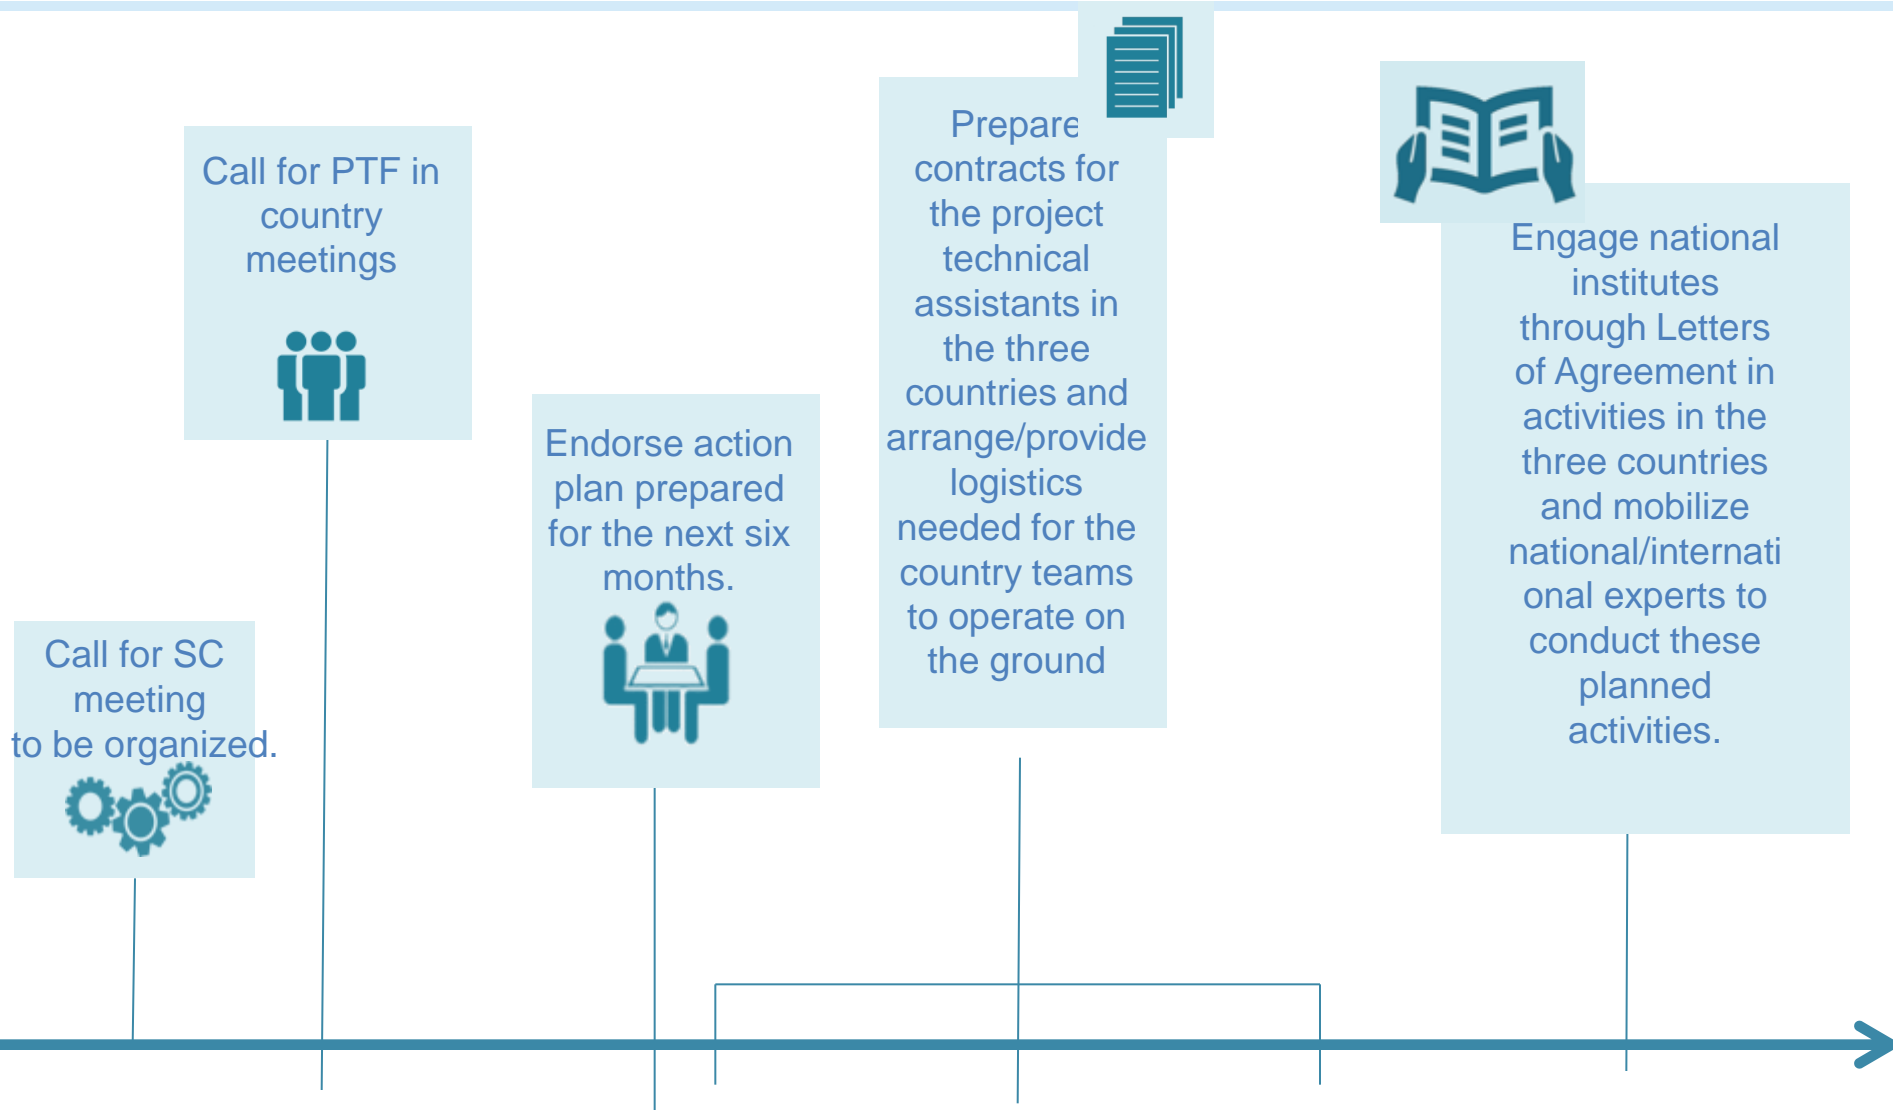 Call for SC
meeting
to be organized.
Call for PTF in
country
meetings
Endorse action
plan prepared
for the next six
months.
Prepare
contracts for
the project
technical
assistants in
the three
countries and
arrange/provide
logistics
needed for the
country teams
to operate on
the ground
Engage national
institutes
through Letters
of Agreement in
activities in the
three countries
and mobilize
national/internati
onal experts to
conduct these
planned
activities.